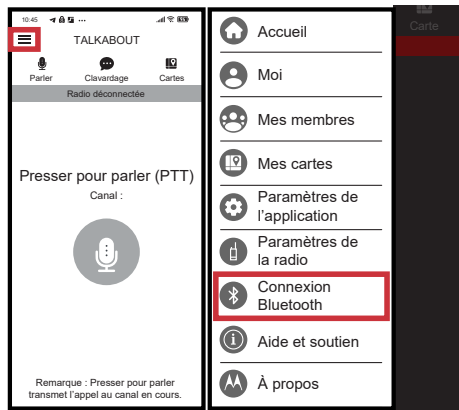 10:45
TALKABOUT
Parler Clavardage Cartes
Radio déconnectée
Presser pour parler (PTT)
Canal :
Remarque : Presser pour parler
transmet l'appel au canal en cours.
Accueil
Moi
Mes membres
Mes cartes
Paramètres de
l'application
Paramètres de
la radio
Connexion
Bluetooth
Aide et soutien
À propos
Carte